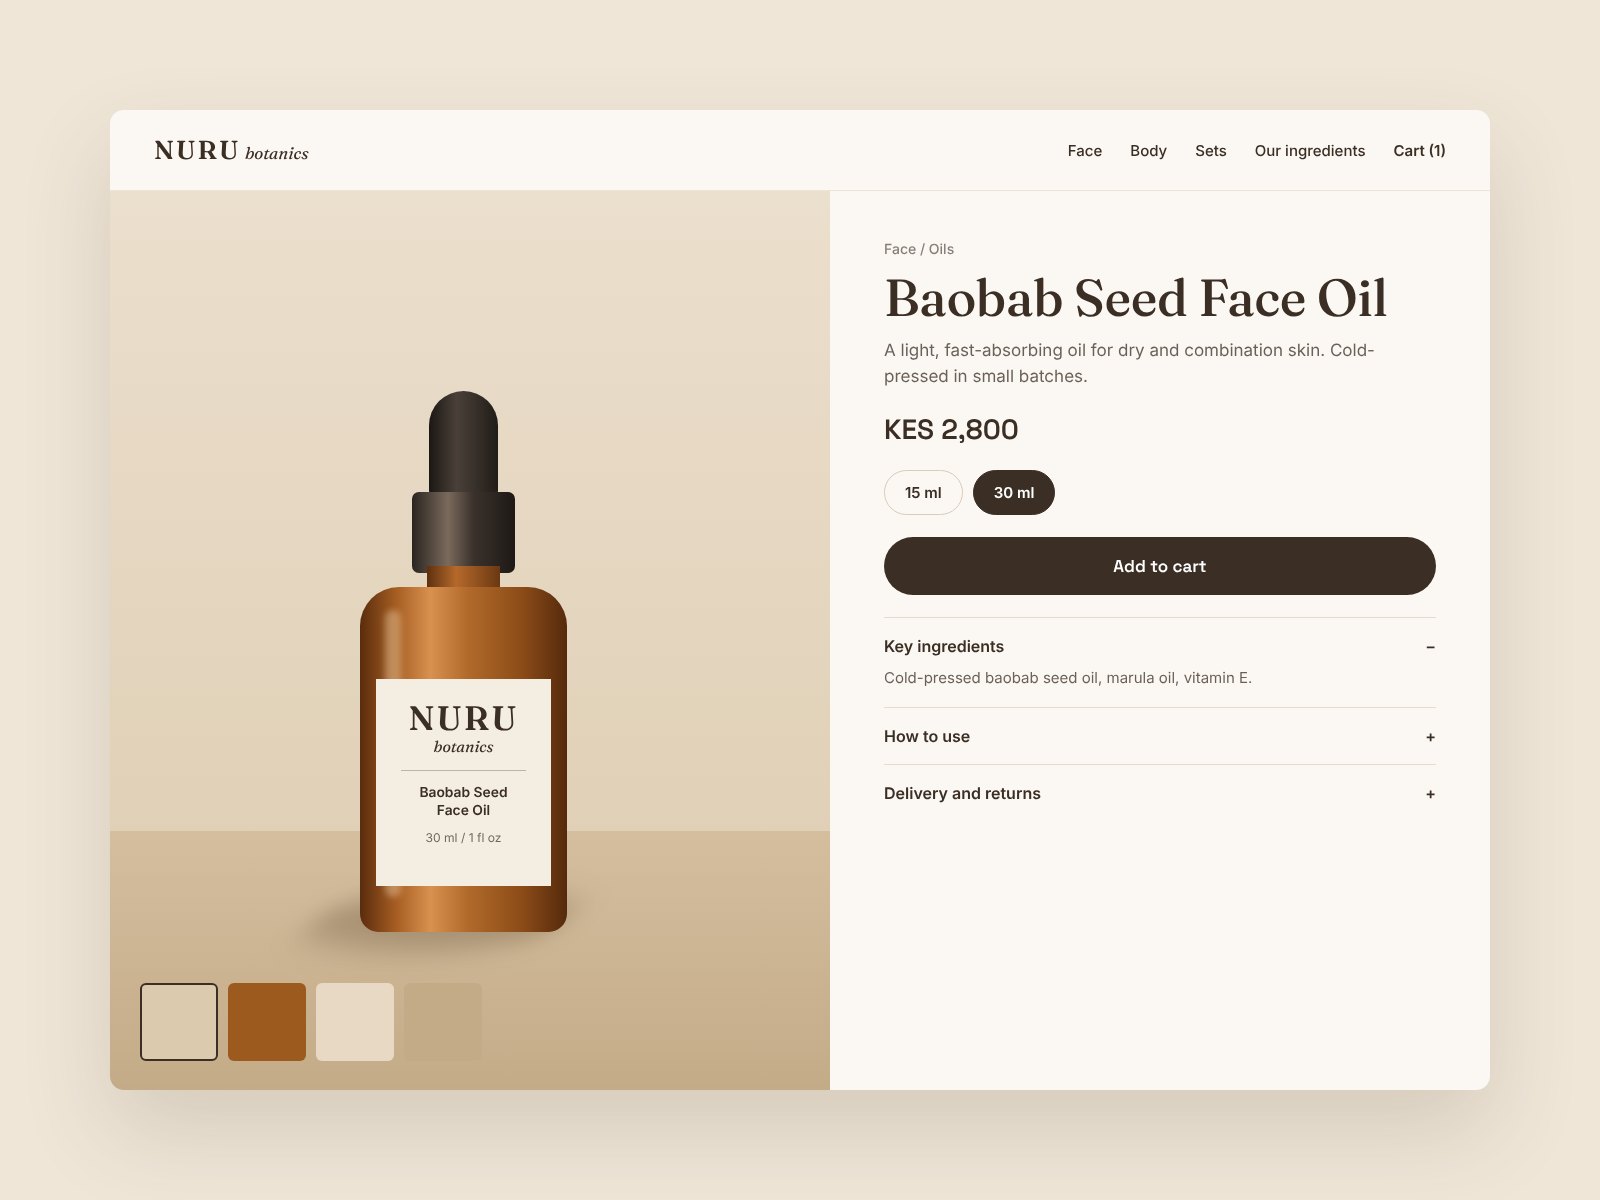 NURU botanics
Face Body Sets Our ingredients Cart (1)
NURU
botanics
Baobab Seed
Face Oil
30 ml / 1 fl oz
Face / Oils
Baobab Seed Face Oil
A light, fast-absorbing oil for dry and combination skin. Cold-
pressed in small batches.
KES 2,800
15 ml 30 ml
Add to cart
Key ingredients −
Cold-pressed baobab seed oil, marula oil, vitamin E.
How to use +
Delivery and returns +